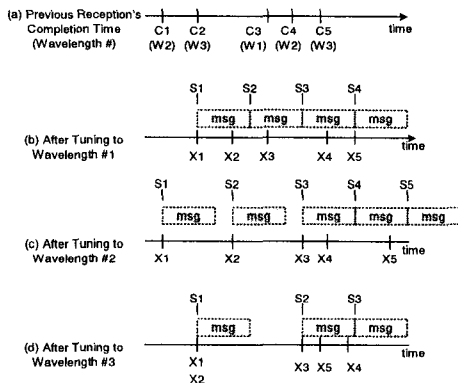 (a) Previous Reception's
Completion Time
(Wavelength #)
C1 C2 C3 C4 C5
(W2) (W3) (W1) (W2) (W3)
time
S1 S2 S3 S4
msg msg msg msg
(b) After Tuning to
Wavelength #1
X1 X2 X3 X4 X5
time
S1 S2 S3 S4 S5
msg msg msg msg msg
(c) After Tuning to
Wavelength #2
X1 X2 X3 X4 X5
time
S1 S2 S3
msg msg msg
(d) After Tuning to
Wavelength #3
X1 X3 X5 X4
X2
time